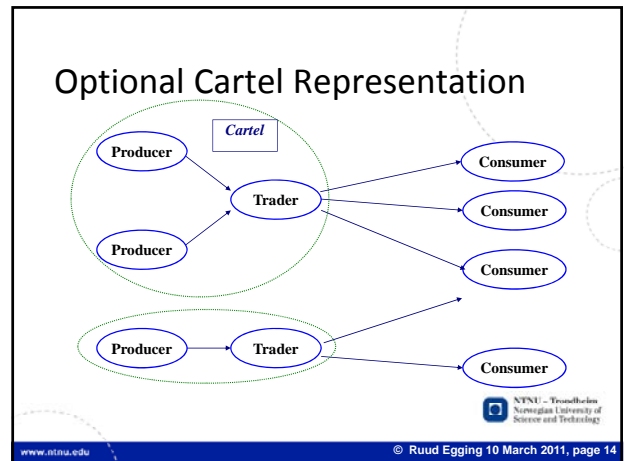 Optional Cartel Representation
Cartel
Producer
Consumer
Trader
Consumer
Producer
Consumer
Producer
Trader
Consumer
NTNU – Trondheim
Norwegian University of
Science and Technology
www.ntnu.edu
© Ruud Egging 10 March 2011, page 14